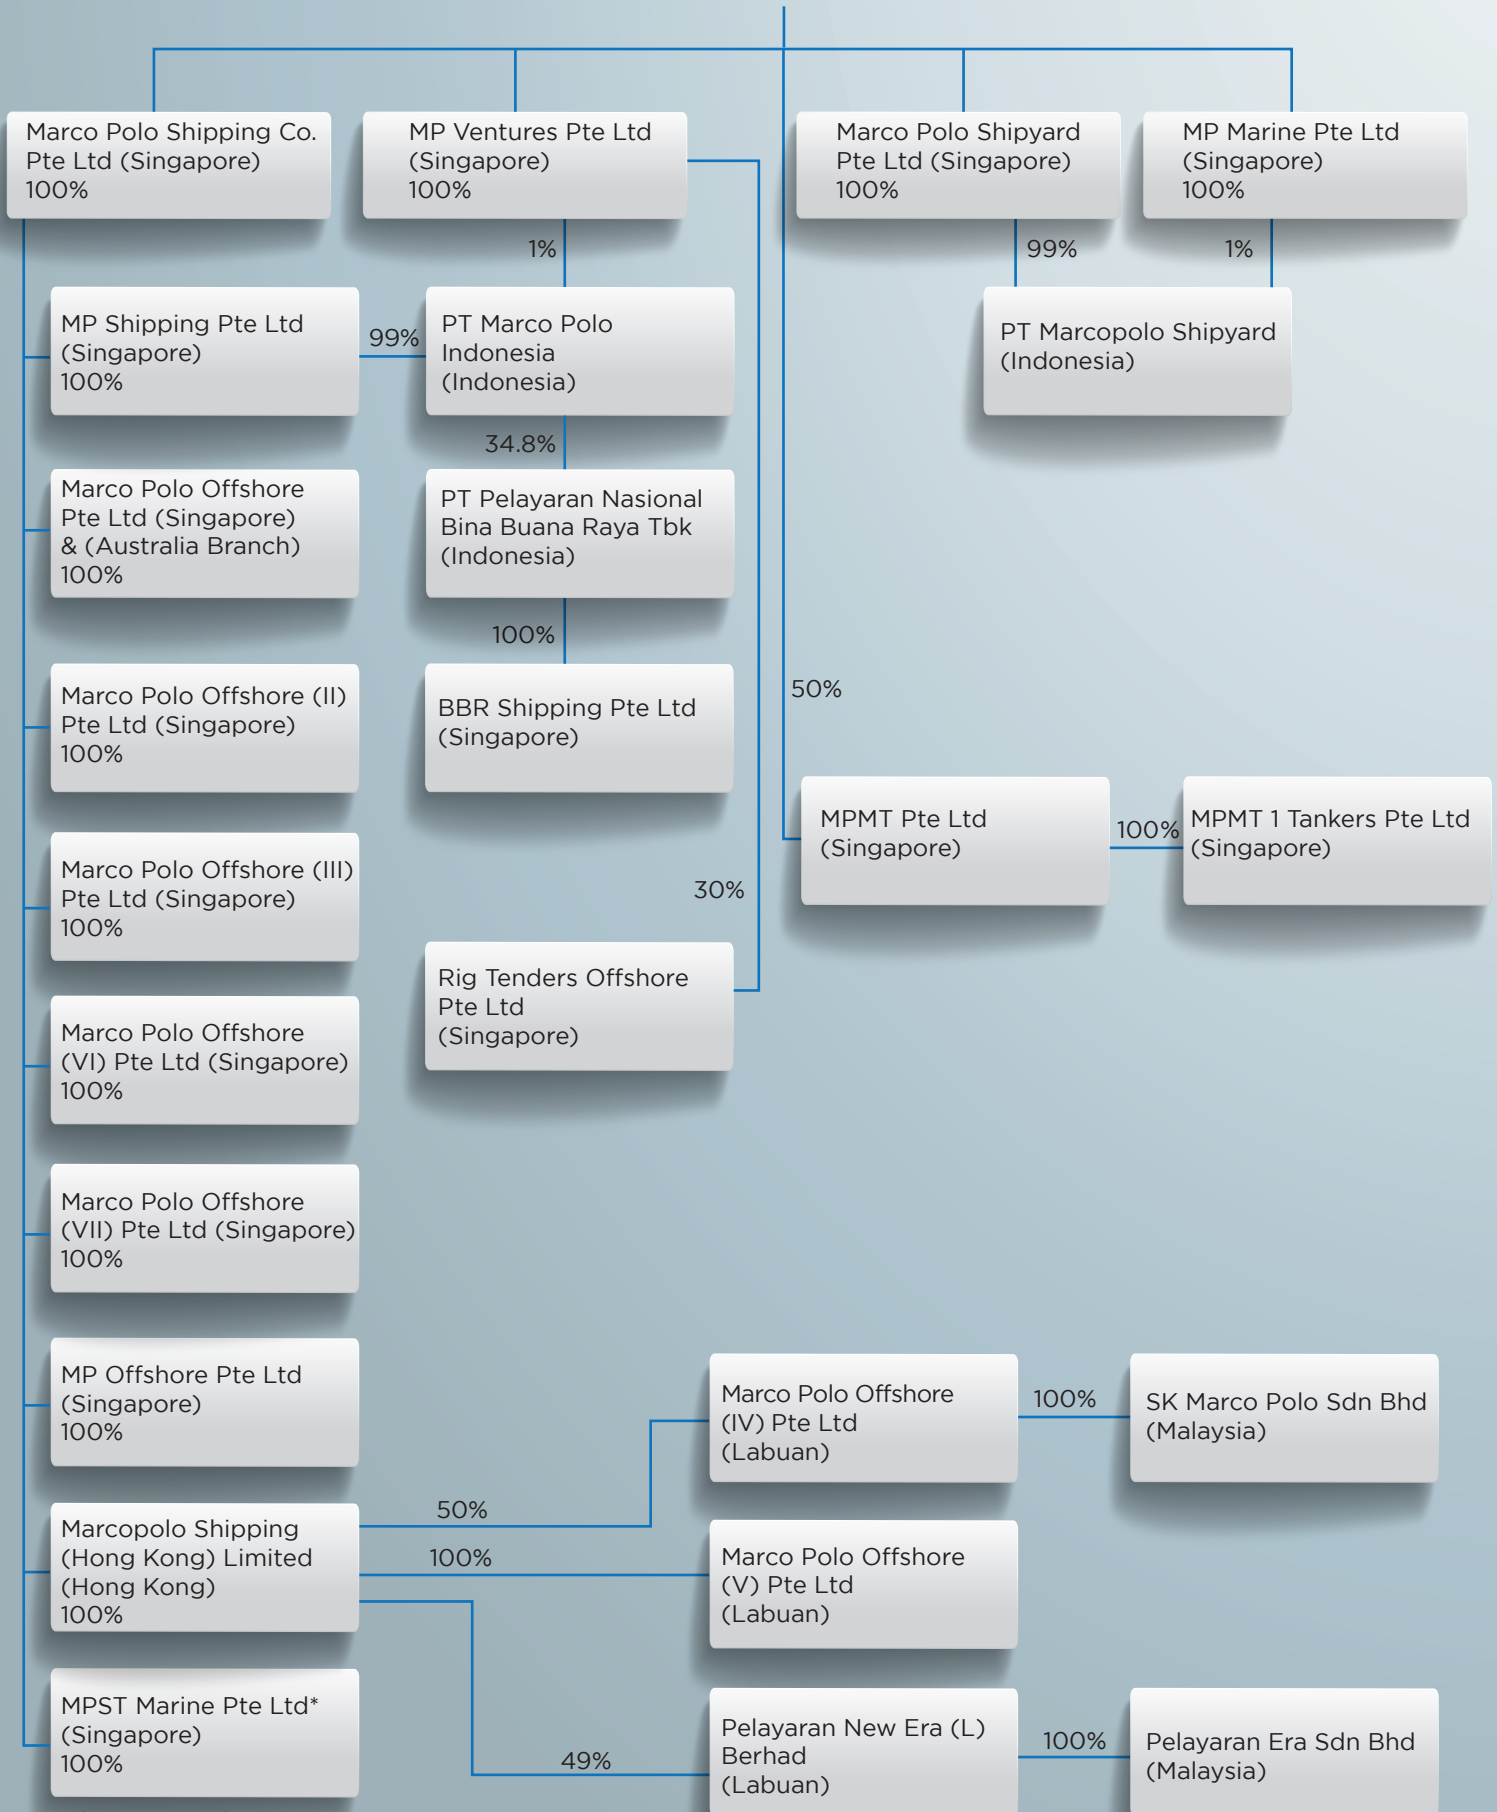 Marco Polo Shipping Co.
Pte Ltd (Singapore)
100%
MP Ventures Pte Ltd
(Singapore)
100%
Marco Polo Shipyard
Pte Ltd (Singapore)
100%
MP Marine Pte Ltd
(Singapore)
100%
1%
99%
1%
MP Shipping Pte Ltd
(Singapore)
100%
99%
PT Marco Polo
Indonesia
(Indonesia)
PT Marcopolo Shipyard
(Indonesia)
34.8%
Marco Polo Offshore
Pte Ltd (Singapore)
& (Australia Branch)
100%
PT Pelayaran Nasional
Bina Buana Raya Tbk
(Indonesia)
100%
Marco Polo Offshore (II)
Pte Ltd (Singapore)
100%
BBR Shipping Pte Ltd
(Singapore)
50%
MPMT Pte Ltd
(Singapore)
100%
MPMT 1 Tankers Pte Ltd
(Singapore)
Marco Polo Offshore (III)
Pte Ltd (Singapore)
100%
30%
Rig Tenders Offshore
Pte Ltd
(Singapore)
Marco Polo Offshore
(VI) Pte Ltd (Singapore)
100%
Marco Polo Offshore
(VII) Pte Ltd (Singapore)
100%
MP Offshore Pte Ltd
(Singapore)
100%
Marco Polo Offshore
(IV) Pte Ltd
(Labuan)
100%
SK Marco Polo Sdn Bhd
(Malaysia)
Marcopolo Shipping
(Hong Kong) Limited
(Hong Kong)
100%
50%
100%
Marco Polo Offshore
(V) Pte Ltd
(Labuan)
MPST Marine Pte Ltd*
(Singapore)
100%
49%
Pelayaran New Era (L)
Berhad
(Labuan)
100%
Pelayaran Era Sdn Bhd
(Malaysia)